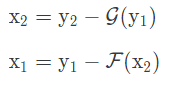 x₂ = y₂ − 𝒢(y₁)
x₁ = y₁ − ℱ(x₂)